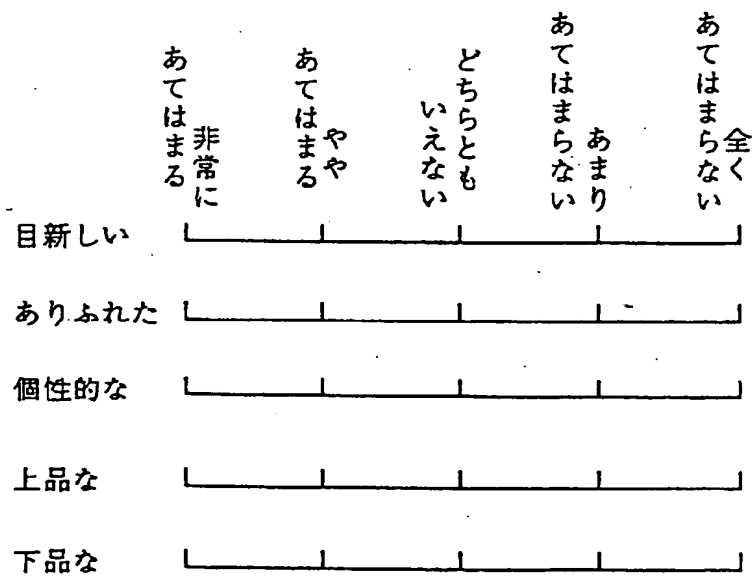 非常に
あてはまる
やや
あてはまる
どちらとも
いえない
あまり
あてはまらない
全く
あてはまらない
目新しい
ありふれた
個性的な
上品な
下品な